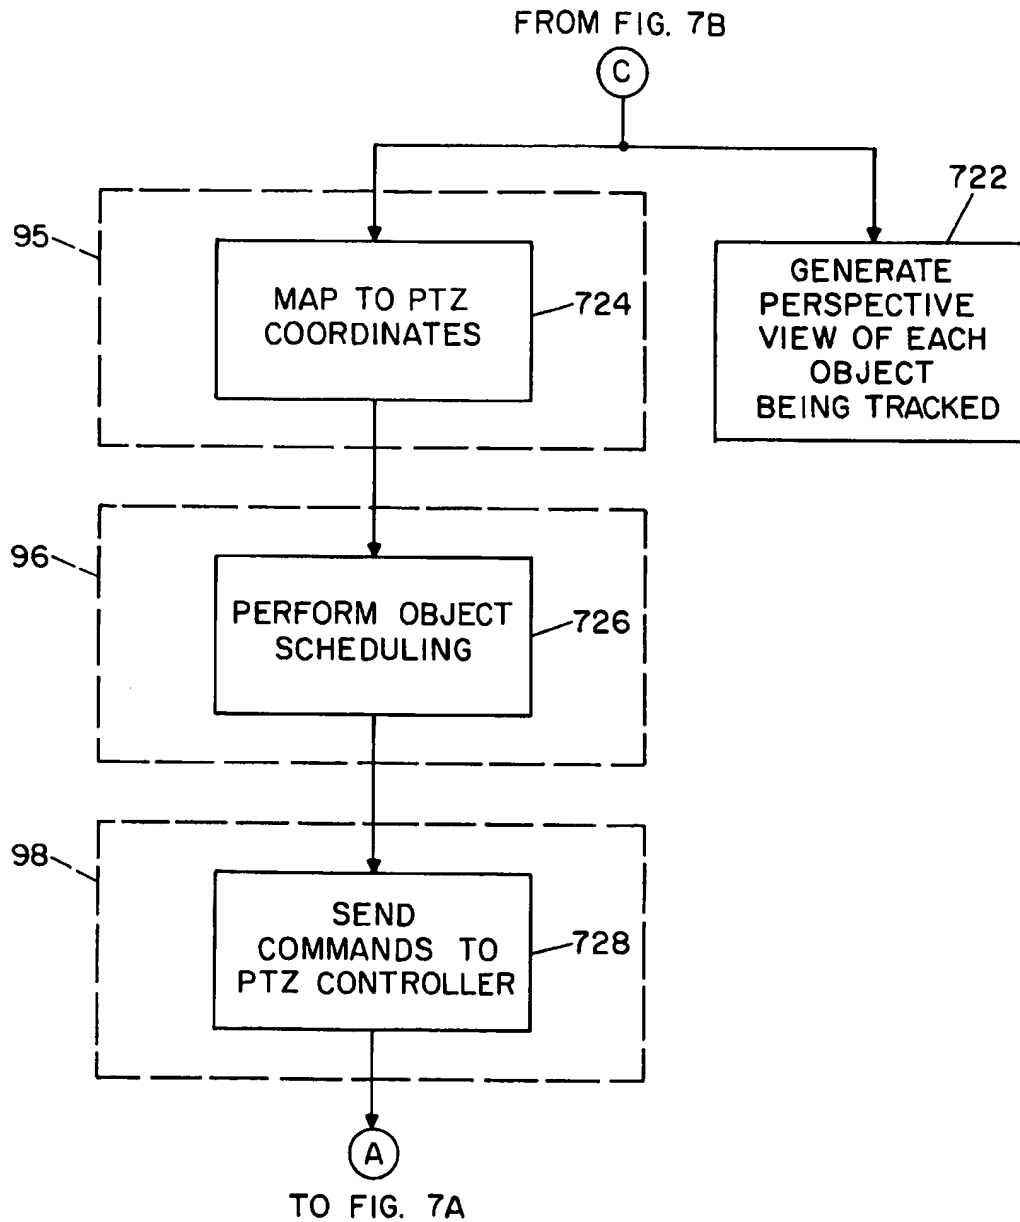 FROM FIG. 7B
C
95
MAP TO PTZ
COORDINATES
724
722
GENERATE
PERSPECTIVE
VIEW OF EACH
OBJECT
BEING TRACKED
96
PERFORM OBJECT
SCHEDULING
726
98
SEND
COMMANDS TO
PTZ CONTROLLER
728
A
TO FIG. 7A